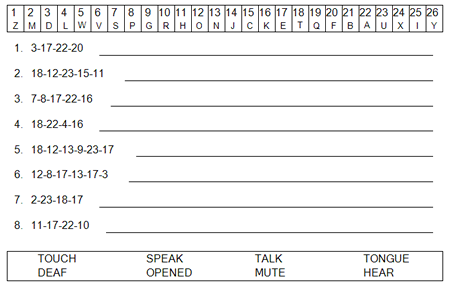 1 2 3 4 5 6 7 8 9 10 11 12 13 14 15 16 17 18 19 20 21 22 23 24 25 26
Z M D L W V S P G R H O N J C K E T Q F B A U X I Y
1. 3-17-22-20
2. 18-12-23-15-11
3. 7-8-17-22-16
4. 18-22-4-16
5. 18-12-13-9-23-17
6. 12-8-17-13-17-3
7. 2-23-18-17
8. 11-17-22-10
TOUCH SPEAK TALK TONGUE
DEAF OPENED MUTE HEAR